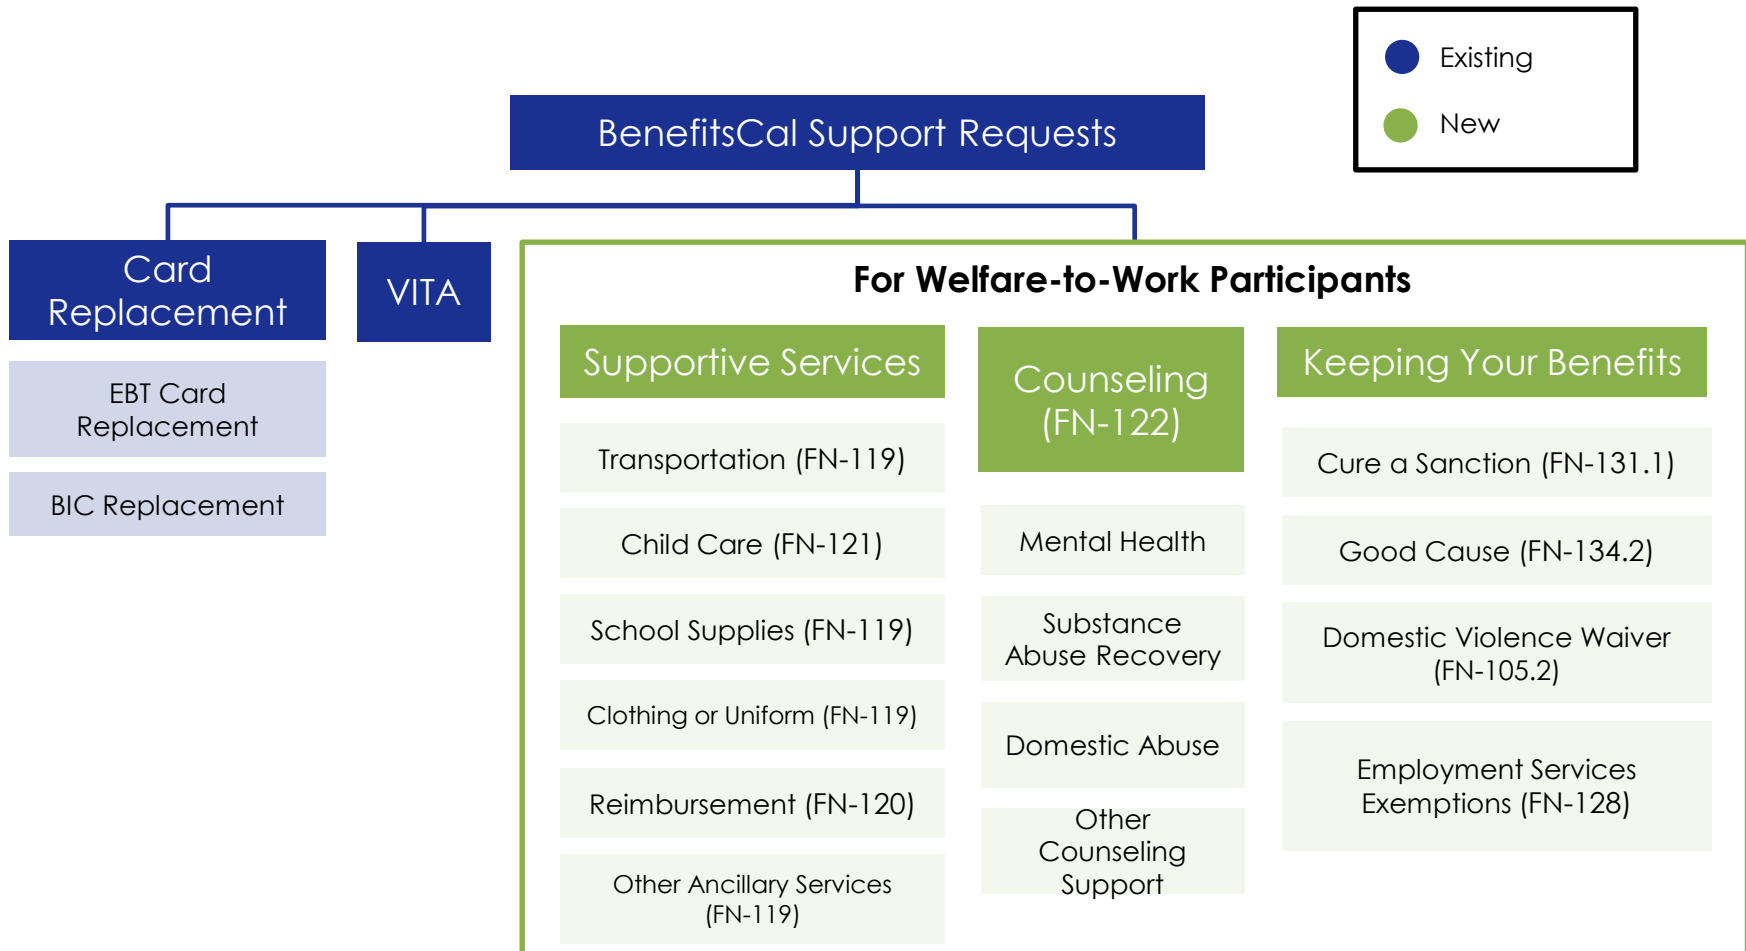 Existing
New
BenefitsCal Support Requests
Card
Replacement
EBT Card
Replacement
BIC Replacement
VITA
For Welfare-to-Work Participants
Supportive Services
Transportation (FN-119)
Child Care (FN-121)
School Supplies (FN-119)
Clothing or Uniform (FN-119)
Reimbursement (FN-120)
Other Ancillary Services
(FN-119)
Counseling
(FN-122)
Mental Health
Substance
Abuse Recovery
Domestic Abuse
Other
Counseling
Support
Keeping Your Benefits
Cure a Sanction (FN-131.1)
Good Cause (FN-134.2)
Domestic Violence Waiver
(FN-105.2)
Employment Services
Exemptions (FN-128)